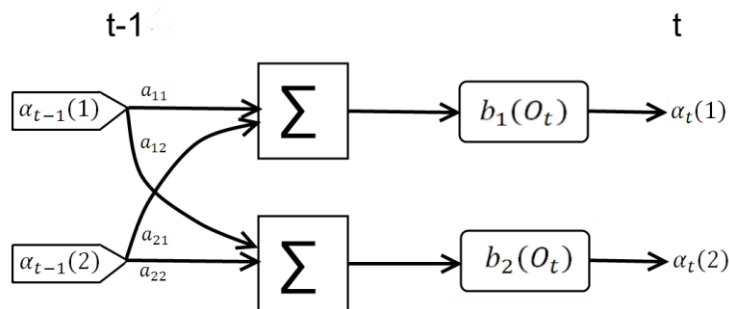 t-1 t
α_{t−1}(1) a_{11} ∑ b_1(O_t) α_t(1)
a_{12}
a_{21}
α_{t−1}(2) a_{22} ∑ b_2(O_t) α_t(2)